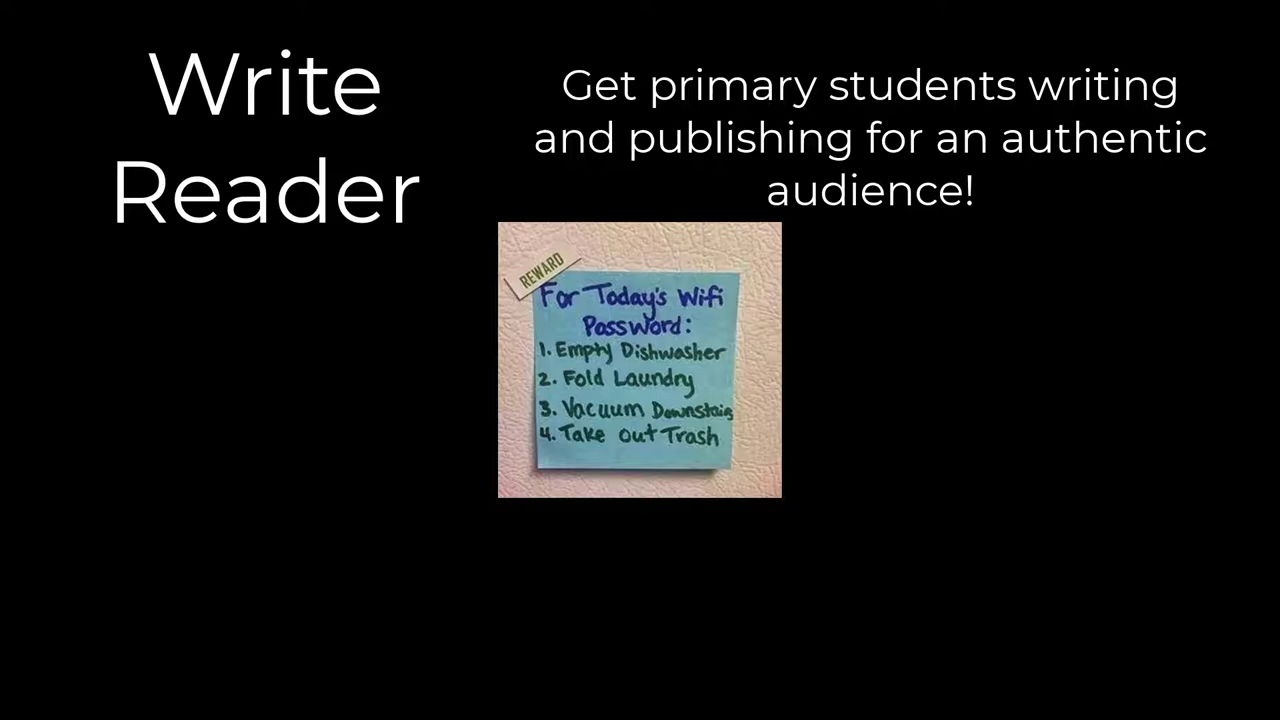 Write
Reader
Get primary students writing
and publishing for an authentic
audience!
REWARD
For Today's Wifi
Password:
1. Empty Dishwasher
2. Fold Laundry
3. Vacuum Downstairs
4. Take out Trash